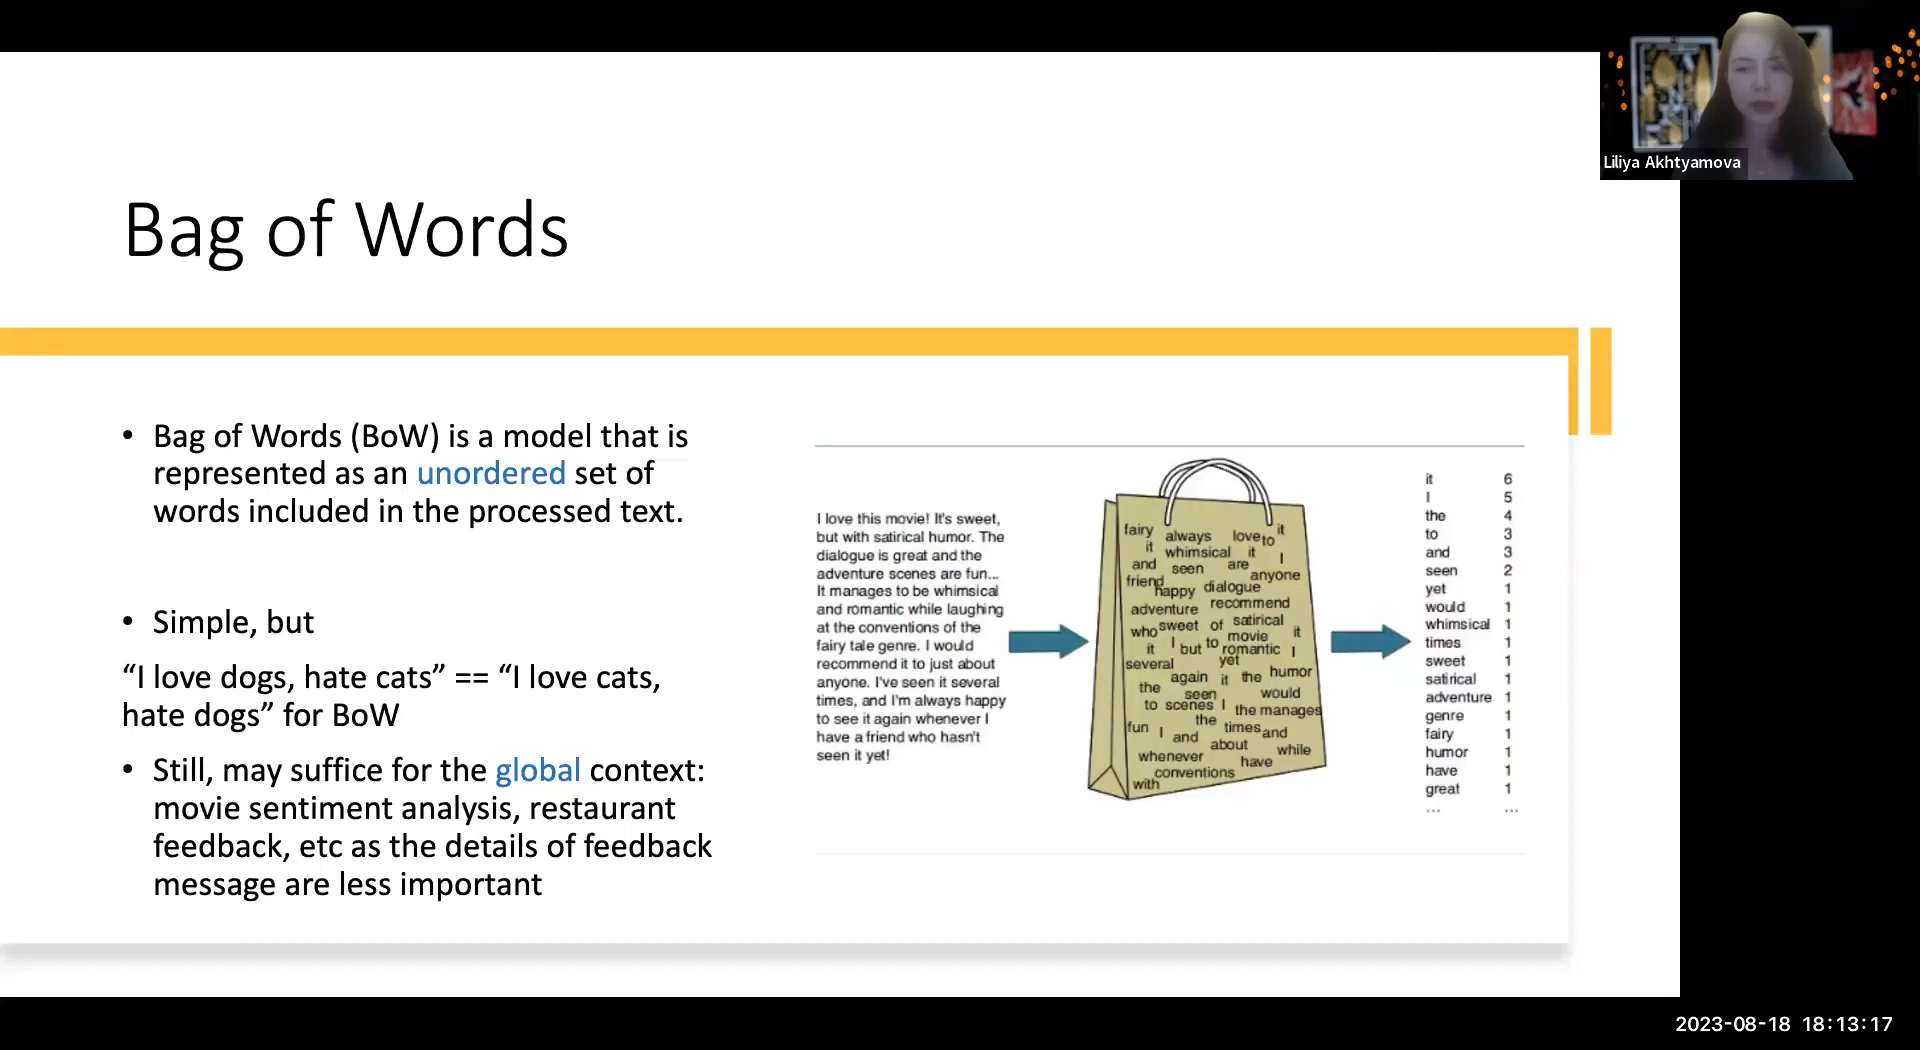 Liliya Akhtyamova
Bag of Words
• Bag of Words (BoW) is a model that is
represented as an unordered set of
words included in the processed text.
• Simple, but
“I love dogs, hate cats” == “I love cats,
hate dogs” for BoW
• Still, may suffice for the global context:
movie sentiment analysis, restaurant
feedback, etc as the details of feedback
message are less important
I love this movie! It's sweet,
but with satirical humor. The
dialogue is great and the
adventure scenes are fun...
It manages to be whimsical
and romantic while laughing
at the conventions of the
fairy tale genre. I would
recommend it to just about
anyone. I've seen it several
times, and I'm always happy
to see it again whenever I
have a friend who hasn't
seen it yet!
fairy always love to it
it whimsical it I
and seen are anyone
friend happy dialogue
adventure recommend
who sweet of satirical
it I but to movie it
romantic I
several yet
again it the humor
the seen would
to scenes I the manages
fun I and the times and
about while
whenever have
conventions
with
it 6
I 5
the 4
to 3
and 3
seen 2
yet 1
would 1
whimsical 1
times 1
sweet 1
satirical 1
adventure 1
genre 1
fairy 1
humor 1
have 1
great 1
... ...
2023-08-18 18:13:17